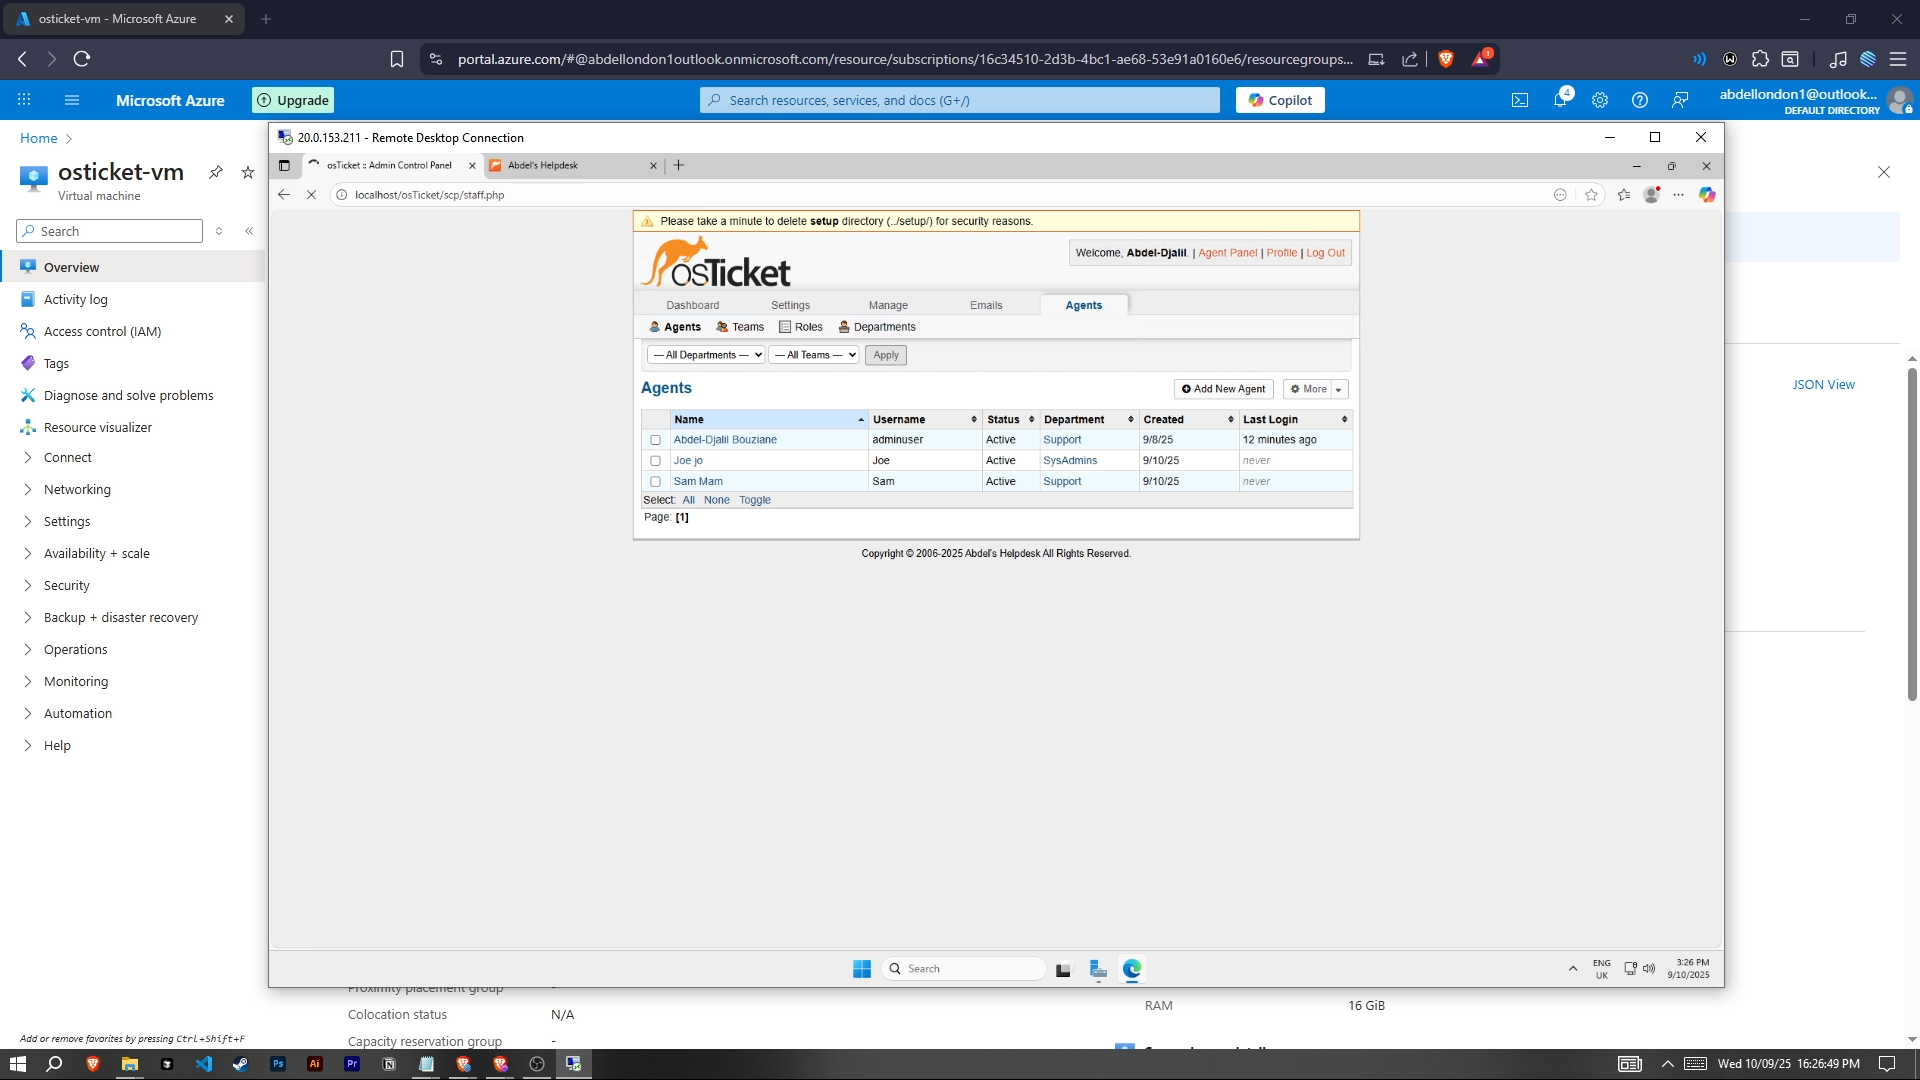 osticket-vm - Microsoft Azure
portal.azure.com/#@abdellondon1outlook.onmicrosoft.com/resource/subscriptions/16c34510-2d3b-4bc1-ae68-53e91a0160e6/resourcegroups...
1
Microsoft Azure
Upgrade
Search resources, services, and docs (G+/)
Copilot
4
abdellondon1@outlook...
DEFAULT DIRECTORY
Home
osticket-vm
Virtual machine
Search
Overview
Activity log
Access control (IAM)
Tags
Diagnose and solve problems
Resource visualizer
Connect
Networking
Settings
Availability + scale
Security
Backup + disaster recovery
Operations
Monitoring
Automation
Help
Add or remove favorites by pressing Ctrl+Shift+F
JSON View
20.0.153.211 - Remote Desktop Connection
osTicket :: Admin Control Panel
Abdel's Helpdesk
localhost/osTicket/scp/staff.php
Please take a minute to delete setup directory (../setup/) for security reasons.
osTicket
Welcome, Abdel-Djalil. | Agent Panel | Profile | Log Out
Dashboard Settings Manage Emails Agents
Agents Teams Roles Departments
— All Departments — — All Teams — Apply
Agents
Add New Agent More
Name Username Status Department Created Last Login
Abdel-Djalil Bouziane adminuser Active Support 9/8/25 12 minutes ago
Joe jo Joe Active SysAdmins 9/10/25 never
Sam Mam Sam Active Support 9/10/25 never
Select: All None Toggle
Page: [1]
Copyright © 2006-2025 Abdel's Helpdesk All Rights Reserved.
Search
ENG
UK
3:26 PM
9/10/2025
Proximity placement group -
Colocation status N/A
Capacity reservation group -
RAM 16 GiB
Ps Ai Pr
Wed 10/09/25 16:26:49 PM